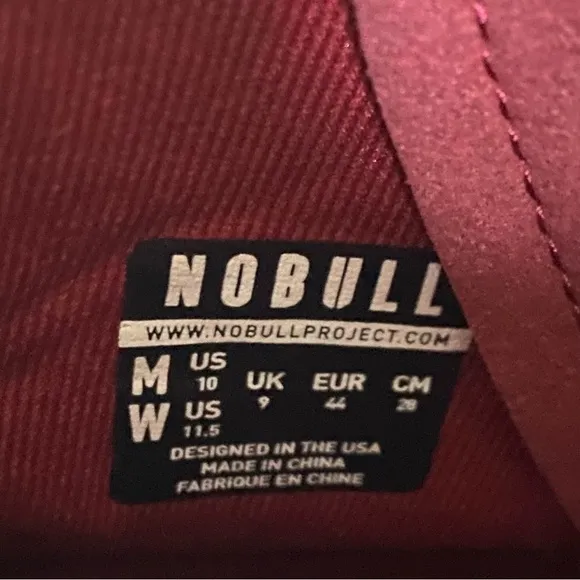 NOBULL
WWW.NOBULLPROJECT.COM
M US 10 UK 9 EUR 44 CM 28
W US 11.5
DESIGNED IN THE USA
MADE IN CHINA
FABRIQUE EN CHINE